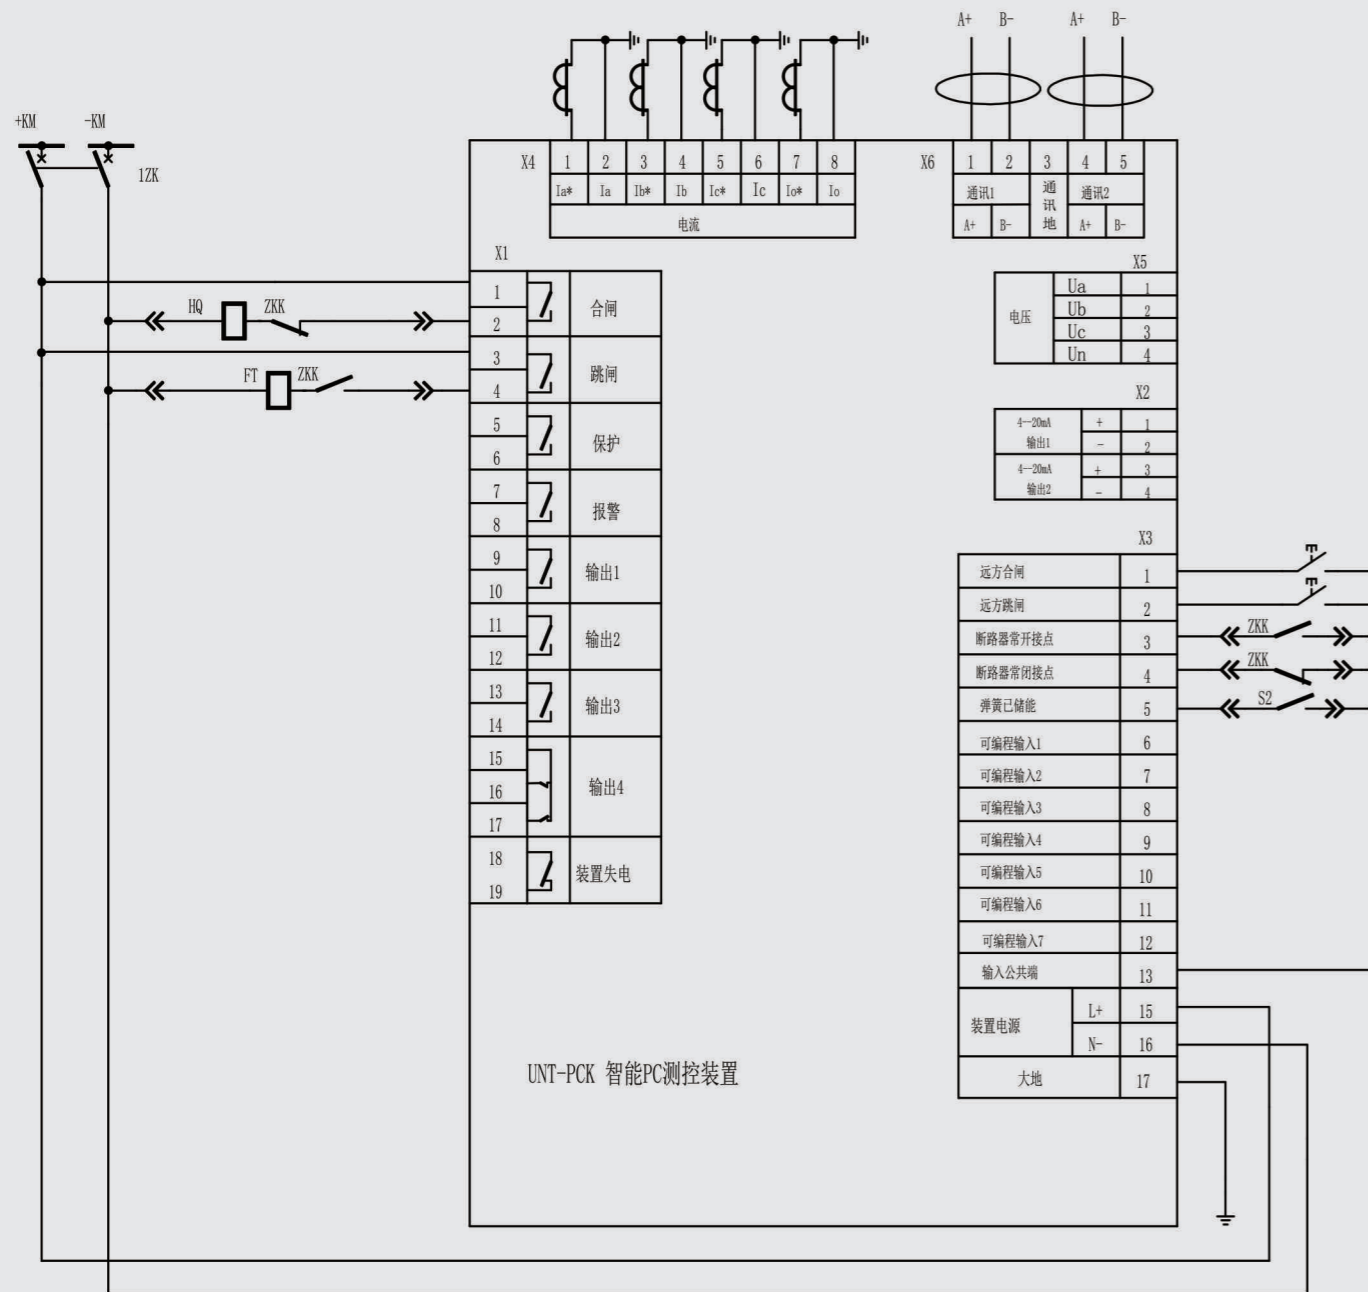 A+ B- A+ B-
+KM -KM
1ZK
X4 1 2 3 4 5 6 7 8
Ia* Ia Ib* Ib Ic* Ic Io* Io
电流
X6 1 2 3 4 5
通讯1 通讯地 通讯2
A+ B- A+ B-
X1
1
2
合闸
HQ ZKK
3
4
跳闸
FT ZKK
5
6
保护
7
8
报警
9
10
输出1
11
12
输出2
13
14
输出3
15
16
17
输出4
18
19
装置失电
X5
电压
Ua 1
Ub 2
Uc 3
Un 4
X2
4--20mA
输出1
+ 1
- 2
4--20mA
输出2
+ 3
- 4
X3
远方合闸 1
远方跳闸 2
断路器常开接点 3 ZKK
断路器常闭接点 4 ZKK
弹簧已储能 5 S2
可编程输入1 6
可编程输入2 7
可编程输入3 8
可编程输入4 9
可编程输入5 10
可编程输入6 11
可编程输入7 12
输入公共端 13
装置电源
L+ 15
N- 16
大地 17
UNT-PCK 智能PC测控装置